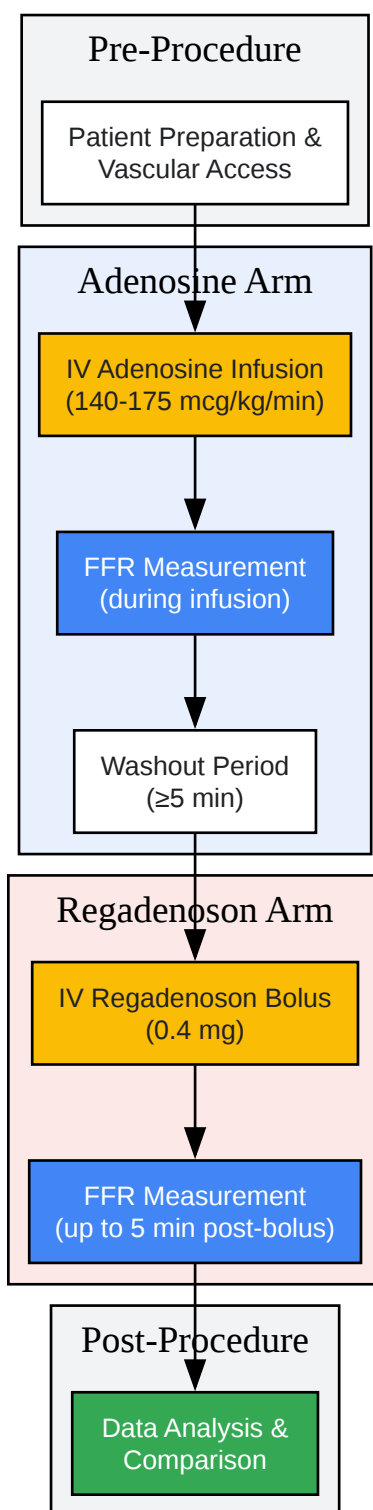 Pre-Procedure
Patient Preparation &
Vascular Access
Adenosine Arm
IV Adenosine Infusion
(140-175 mcg/kg/min)
FFR Measurement
(during infusion)
Washout Period
(≥5 min)
Regadenoson Arm
IV Regadenoson Bolus
(0.4 mg)
FFR Measurement
(up to 5 min post-bolus)
Post-Procedure
Data Analysis &
Comparison